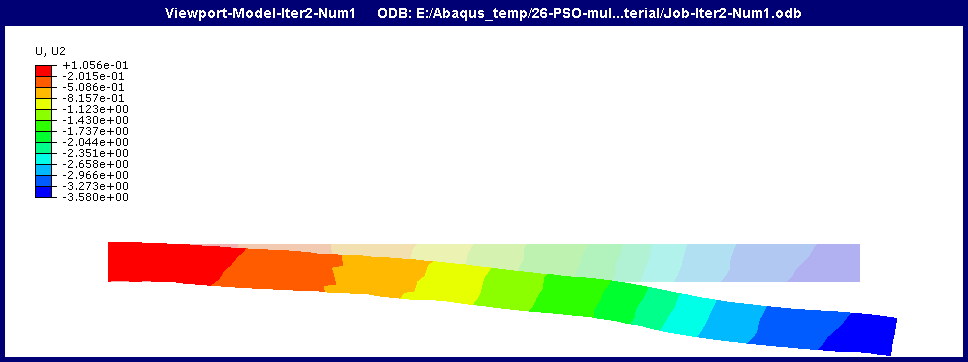 Viewport-Model-Iter2-Num1 ODB: E:/Abaqus_temp/26-PSO-mul...terial/Job-Iter2-Num1.odb
U, U2
+1.056e-01
-2.015e-01
-5.086e-01
-8.157e-01
-1.123e+00
-1.430e+00
-1.737e+00
-2.044e+00
-2.351e+00
-2.658e+00
-2.966e+00
-3.273e+00
-3.580e+00